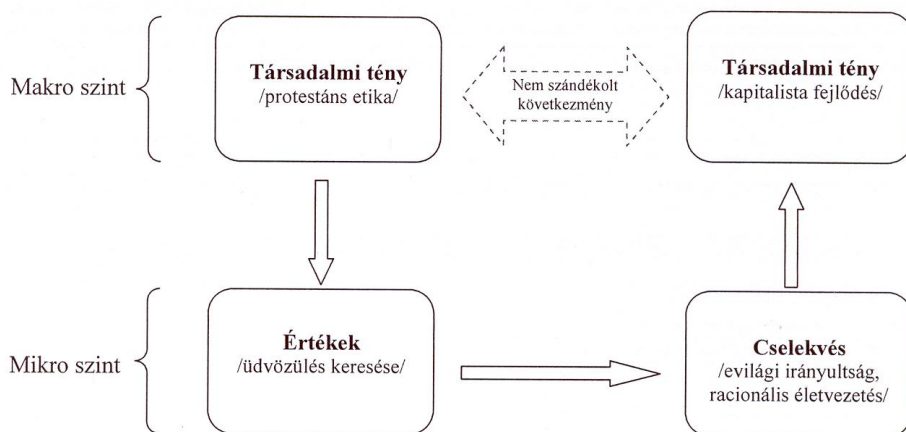 Makro szint
Társadalmi tény
/protestáns etika/
Nem szándékolt
következmény
Társadalmi tény
/kapitalista fejlődés/
Mikro szint
Értékek
/üdvözülés keresése/
Cselekvés
/evilági irányultság,
racionális életvezetés/